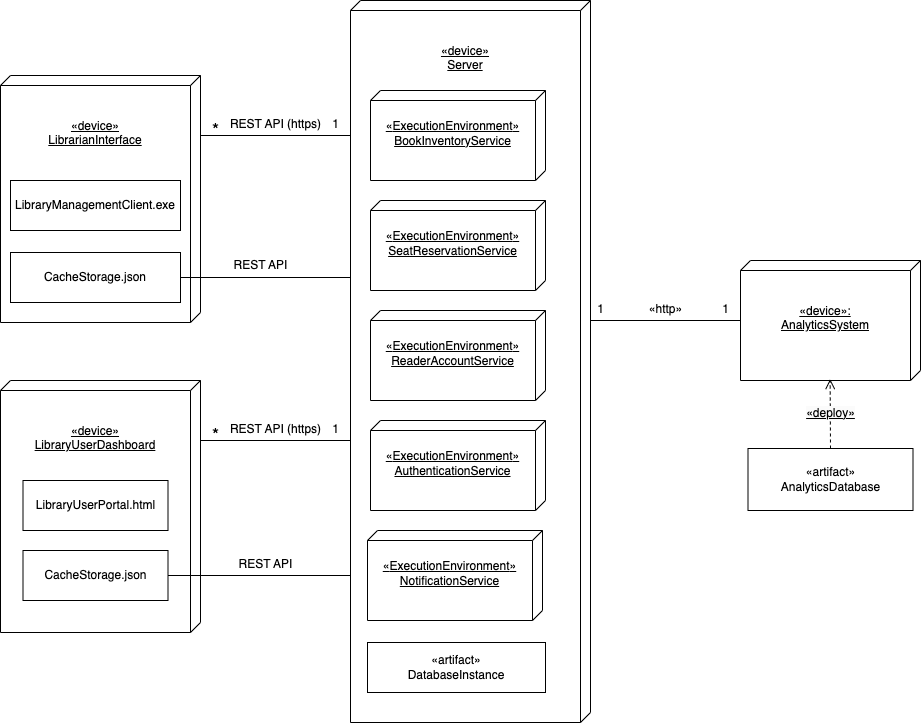 «device»
LibrarianInterface
LibraryManagementClient.exe
CacheStorage.json
* REST API (https) 1
REST API
«device»
LibraryUserDashboard
LibraryUserPortal.html
CacheStorage.json
* REST API (https) 1
REST API
«device»
Server
«ExecutionEnvironment»
BookInventoryService
«ExecutionEnvironment»
SeatReservationService
«ExecutionEnvironment»
ReaderAccountService
«ExecutionEnvironment»
AuthenticationService
«ExecutionEnvironment»
NotificationService
«artifact»
DatabaseInstance
1 «http» 1
«device»:
AnalyticsSystem
«deploy»
«artifact»
AnalyticsDatabase